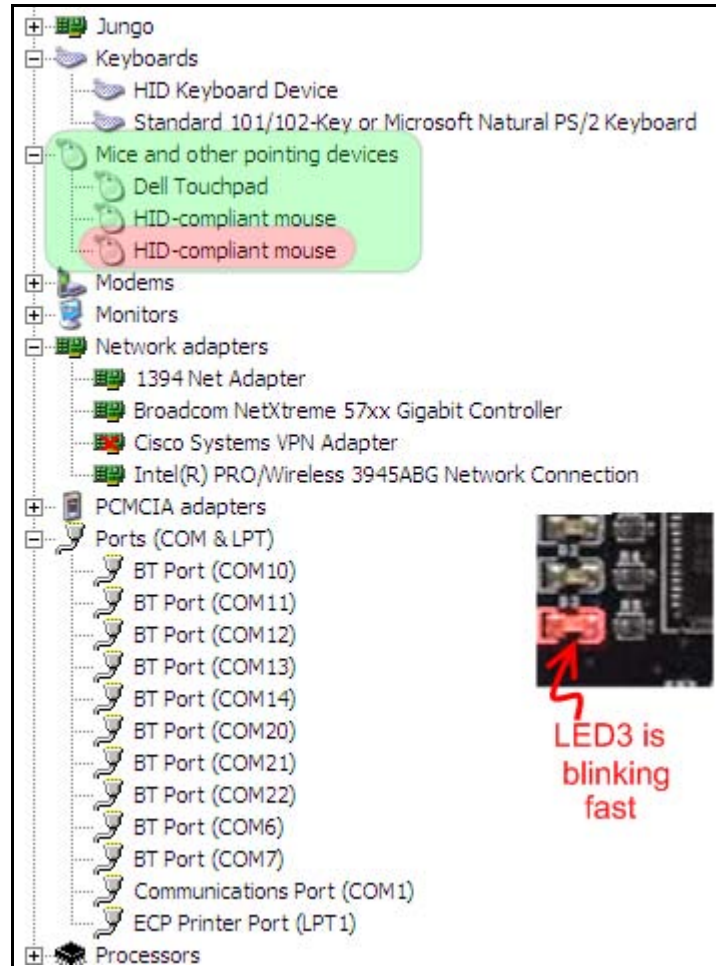 Jungo
Keyboards
HID Keyboard Device
Standard 101/102-Key or Microsoft Natural PS/2 Keyboard
Mice and other pointing devices
Dell Touchpad
HID-compliant mouse
HID-compliant mouse
Modems
Monitors
Network adapters
1394 Net Adapter
Broadcom NetXtreme 57xx Gigabit Controller
Cisco Systems VPN Adapter
Intel(R) PRO/Wireless 3945ABG Network Connection
PCMCIA adapters
Ports (COM & LPT)
BT Port (COM10)
BT Port (COM11)
BT Port (COM12)
BT Port (COM13)
BT Port (COM14)
BT Port (COM20)
BT Port (COM21)
BT Port (COM22)
BT Port (COM6)
BT Port (COM7)
Communications Port (COM1)
ECP Printer Port (LPT1)
Processors
LED3 is
blinking
fast